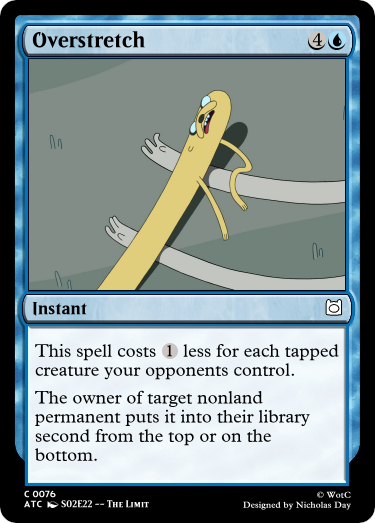 Overstretch 4
Instant
This spell costs 1 less for each tapped
creature your opponents control.
The owner of target nonland
permanent puts it into their library
second from the top or on the
bottom.
C 0076 © WotC
ATC S02E22 –– The Limit Designed by Nicholas Day